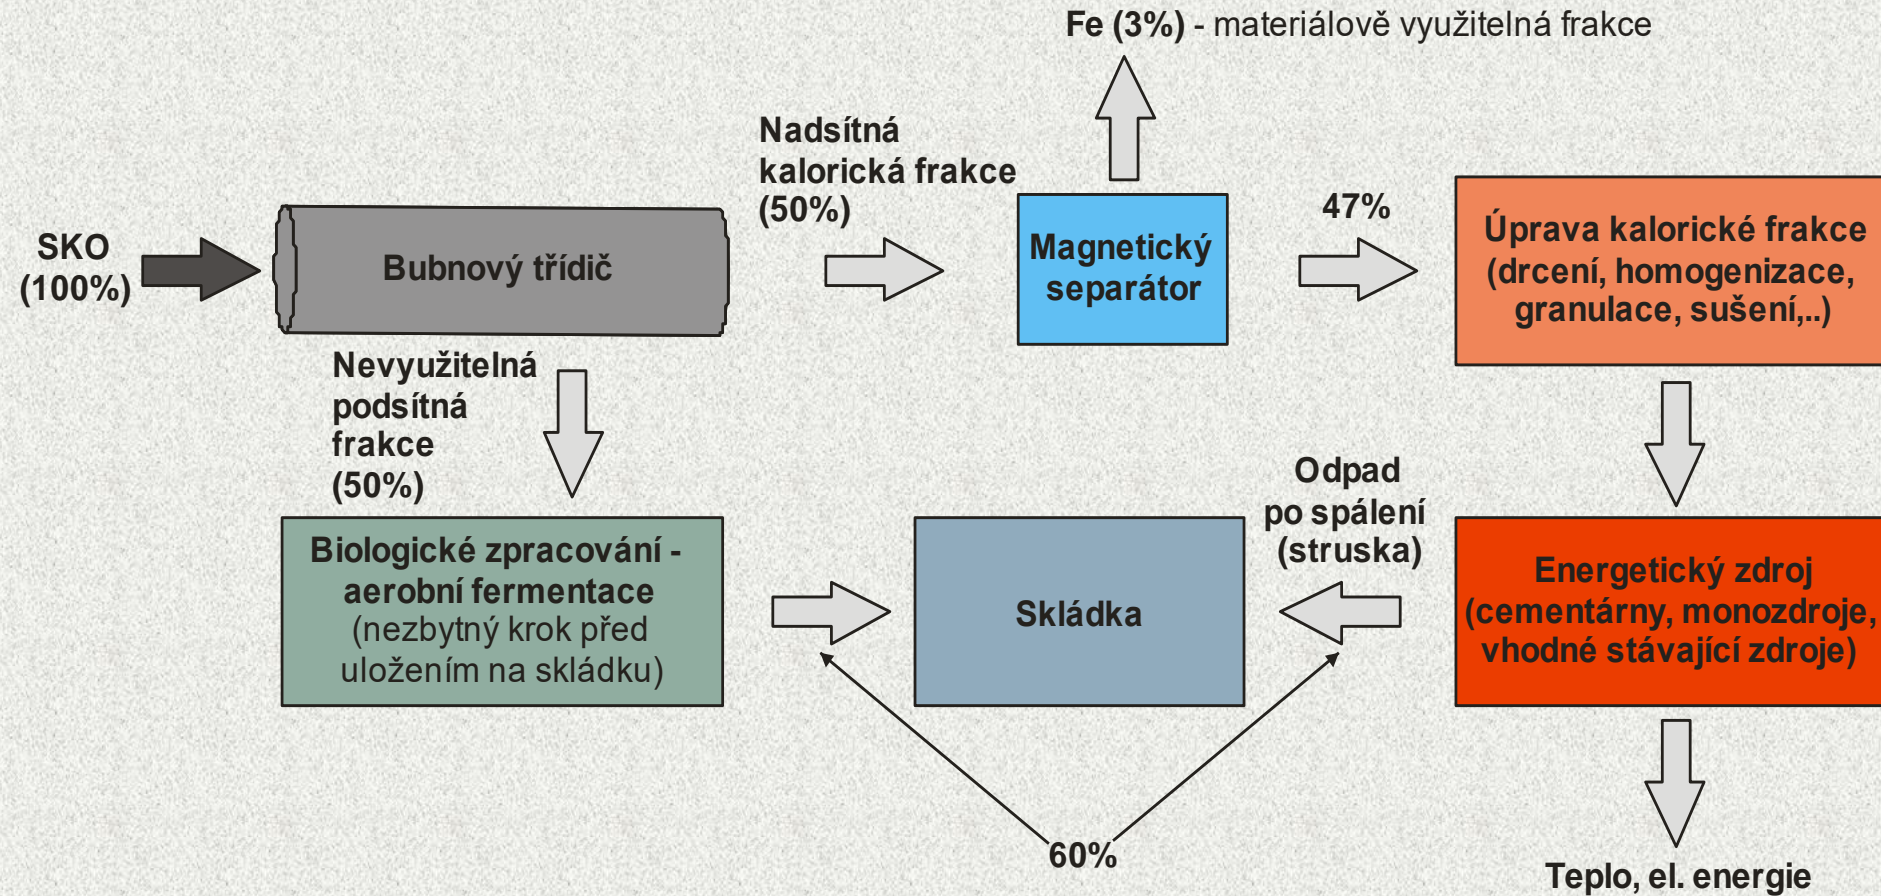 Fe (3%) - materiálově využitelná frakce
Nadsítná
kalorická frakce
(50%)
SKO
(100%)
Bubnový třídič
Magnetický
separátor
47%
Úprava kalorické frakce
(drcení, homogenizace,
granulace, sušení,..)
Nevyužitelná
podsítná
frakce
(50%)
Biologické zpracování -
aerobní fermentace
(nezbytný krok před
uložením na skládku)
Skládka
Odpad
po spálení
(struska)
Energetický zdroj
(cementárny, monozdroje,
vhodné stávající zdroje)
60%
Teplo, el. energie